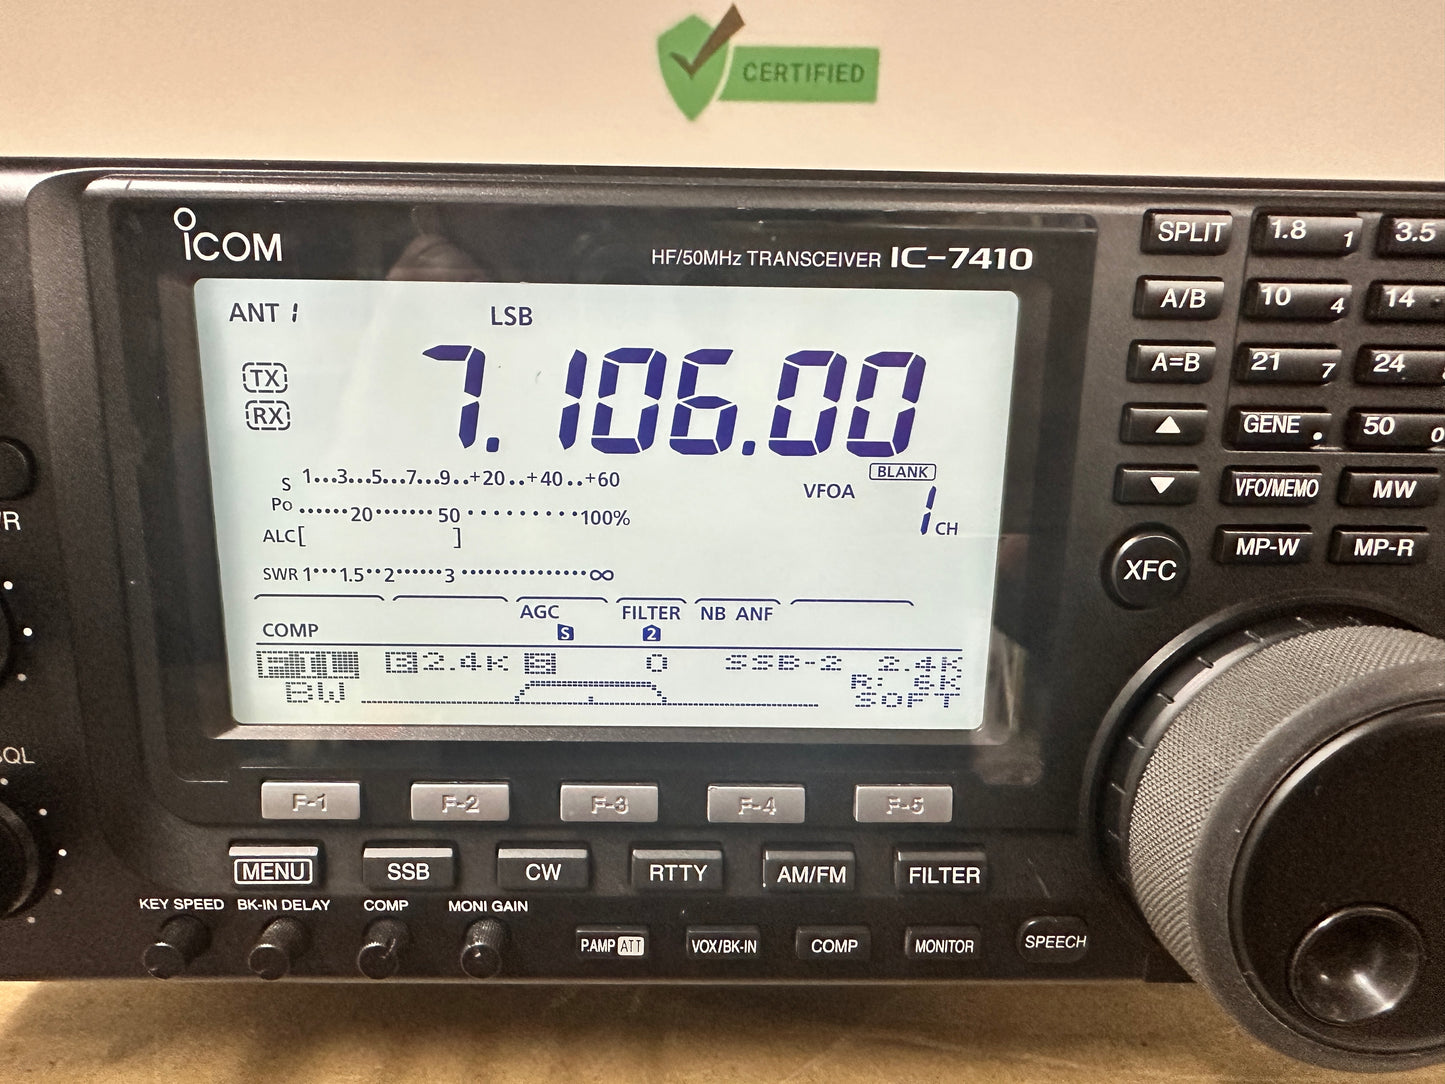 CERTIFIED
ICOM
HF/50MHz TRANSCEIVER IC-7410
ANT 1
LSB
TX
RX
7.106.00
S 1...3...5...7...9..+20..+40..+60
Po ......20.......50.........100%
ALC[ ]
SWR 1•••1.5••2•••••3••••••••••••••∞
VFOA
BLANK
1 CH
AGC FILTER NB ANF
S 2
COMP
BW 2.4K 0 SSB-2 2.4K
R: 6K
SOFT
F-1 F-2 F-3 F-4 F-5
MENU SSB CW RTTY AM/FM FILTER
KEY SPEED BK-IN DELAY COMP MONI GAIN
P.AMP ATT VOX/BK-IN COMP MONITOR SPEECH
SPLIT 1.8 1 3.5
A/B 10 4 14
A=B 21 7 24
GENE . 50 0
VFO/MEMO MW
MP-W MP-R
XFC